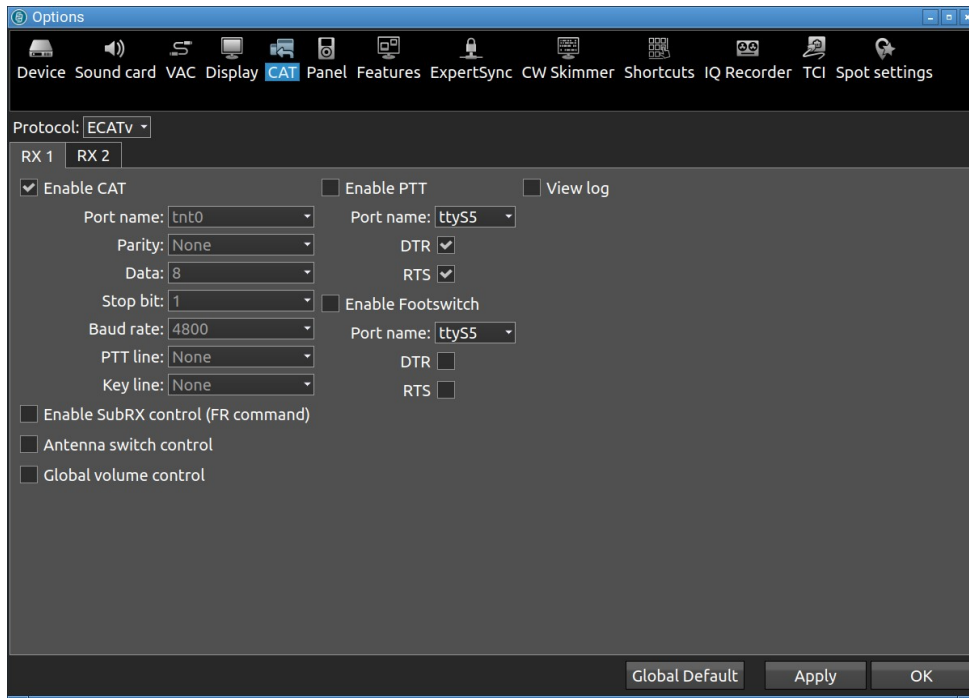 Options
Device Sound card VAC Display CAT Panel Features ExpertSync CW Skimmer Shortcuts IQ Recorder TCI Spot settings
Protocol: ECATv
RX 1 RX 2
Enable CAT Enable PTT View log
Port name: tnt0 Port name: ttyS5
Parity: None DTR
Data: 8 RTS
Stop bit: 1 Enable Footswitch
Baud rate: 4800 Port name: ttyS5
PTT line: None DTR
Key line: None RTS
Enable SubRX control (FR command)
Antenna switch control
Global volume control
Global Default Apply OK